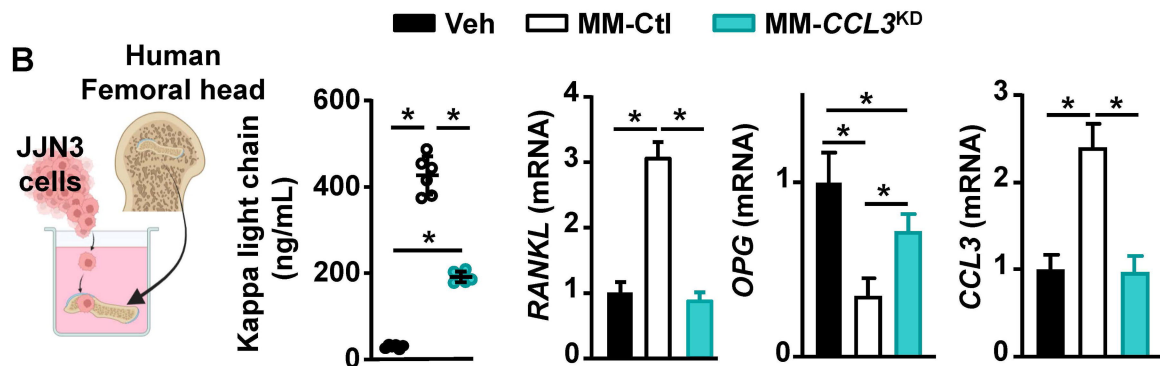 Veh MM-Ctl MM-CCL3KD
B
Human
Femoral head
JJN3
cells
Kappa light chain
(ng/mL)
600
400
200
0
* *
*
RANKL (mRNA)
4
3
2
1
0
* *
OPG (mRNA)
1
0
*
*
*
CCL3 (mRNA)
3
2
1
0
* *